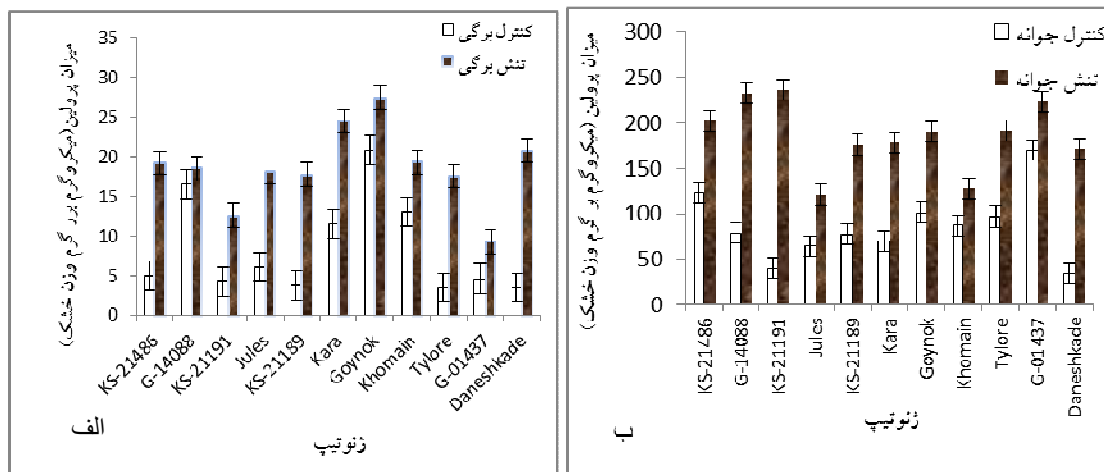 میزان پرولین (میکروگرم برر گرم وزن خشک)
35
30
25
20
15
10
5
0
کنترل برگی
تنش برگی
KS-21486
G-14088
KS-21191
Jules
KS-21189
Kara
Goynok
Khomain
Tylore
G-01437
Daneshkade
ژنوتیپ
الف
میزان پرولین (میکروگرم بر گرم وزن خشک)
300
250
200
150
100
50
0
کنترل جوانه
تنش جوانه
KS-21486
G-14088
KS-21191
Jules
KS-21189
Kara
Goynok
Khomain
Tylore
G-01437
Daneshkade
ژنوتیپ
ب